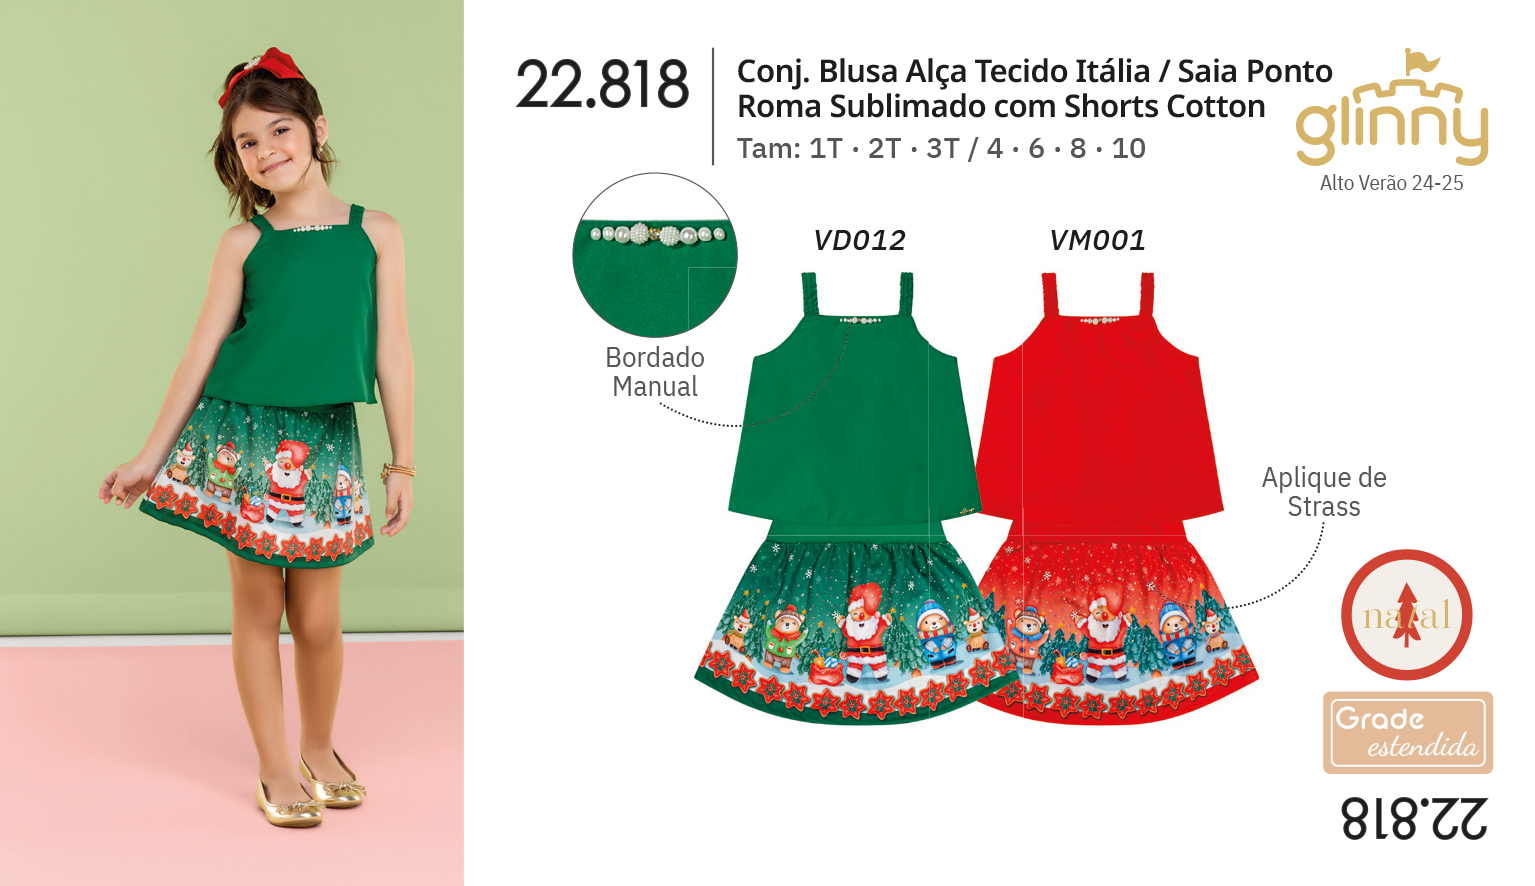 22.818
Conj. Blusa Alça Tecido Itália / Saia Ponto
Roma Sublimado com Shorts Cotton
Tam: 1T · 2T · 3T / 4 · 6 · 8 · 10
glinny
Alto Verão 24-25
VD012
VM001
Bordado
Manual
Aplique de
Strass
natal
Grade
estendida
22.818